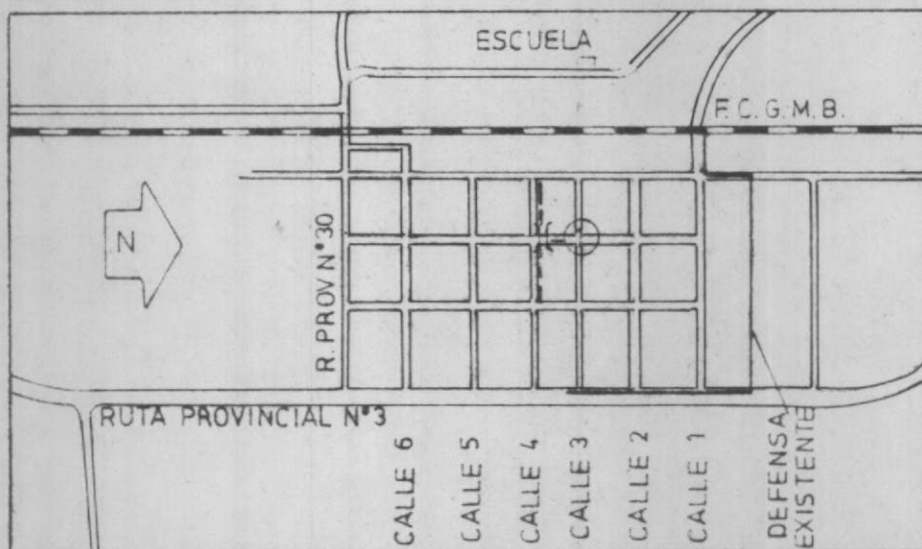 ESCUELA
F.C.G.M.B.
N
R. PROV N° 30
RUTA PROVINCIAL N°3
CALLE 6
CALLE 5
CALLE 4
CALLE 3
CALLE 2
CALLE 1
DEFENSA
EXISTENTE